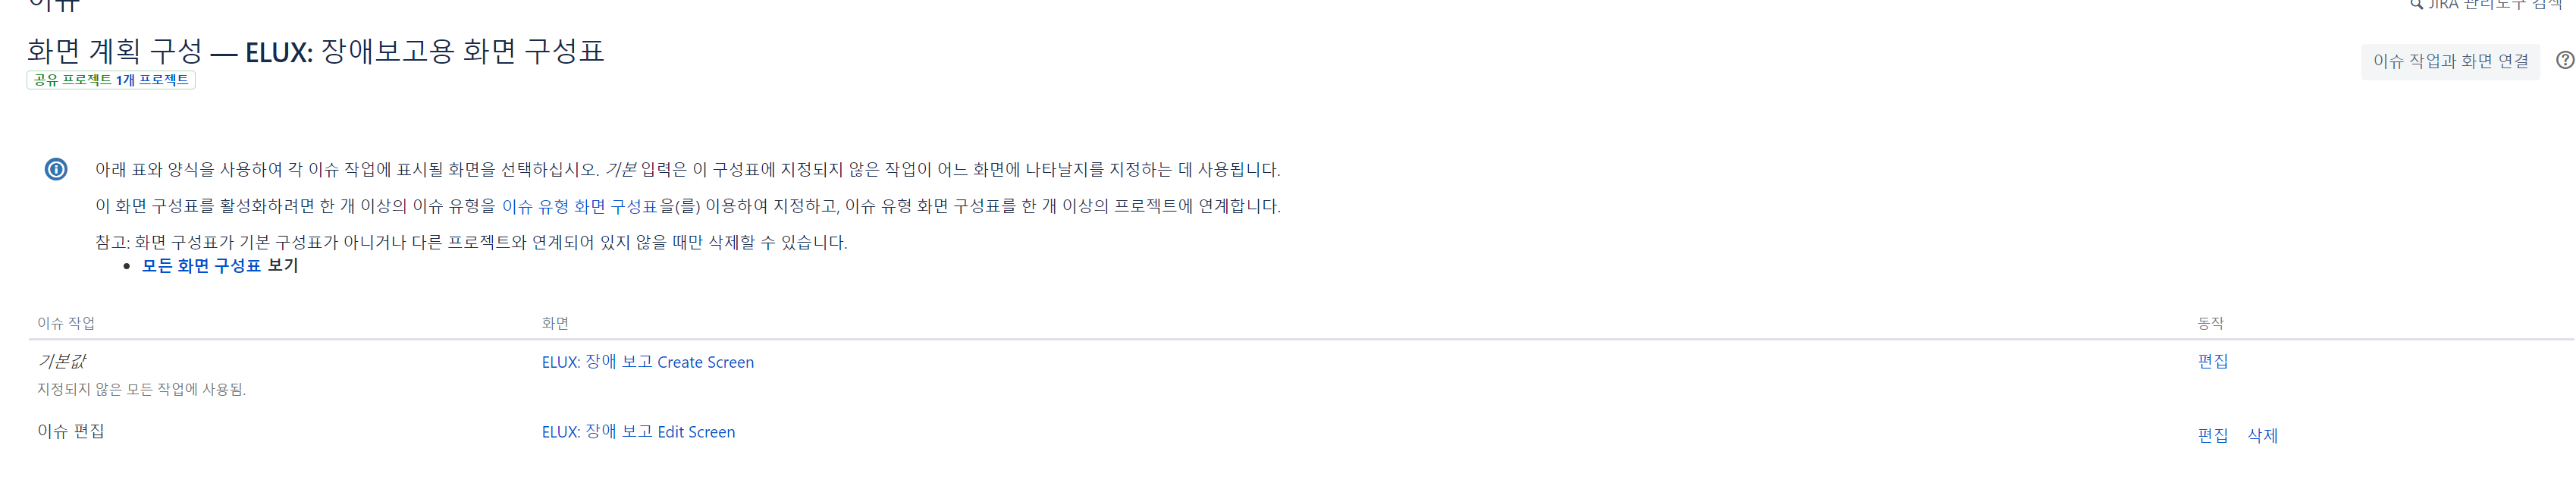 이슈
JIRA 관리도구 검색
화면 계획 구성 — ELUX: 장애보고용 화면 구성표
이슈 작업과 화면 연결
공유 프로젝트 1개 프로젝트
아래 표와 양식을 사용하여 각 이슈 작업에 표시될 화면을 선택하십시오. 기본 입력은 이 구성표에 지정되지 않은 작업이 어느 화면에 나타날지를 지정하는 데 사용됩니다.
이 화면 구성표를 활성화하려면 한 개 이상의 이슈 유형을 이슈 유형 화면 구성표을(를) 이용하여 지정하고, 이슈 유형 화면 구성표를 한 개 이상의 프로젝트에 연계합니다.
참고: 화면 구성표가 기본 구성표가 아니거나 다른 프로젝트와 연계되어 있지 않을 때만 삭제할 수 있습니다.
• 모든 화면 구성표 보기
이슈 작업 화면 동작
기본값 ELUX: 장애 보고 Create Screen 편집
지정되지 않은 모든 작업에 사용됨.
이슈 편집 ELUX: 장애 보고 Edit Screen 편집 삭제